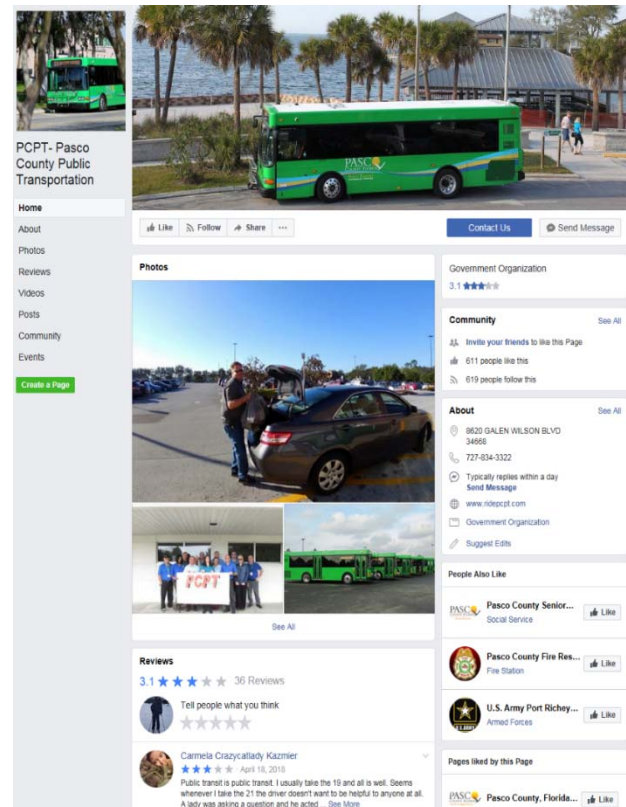 PCPT- Pasco
County Public
Transportation
Home
About
Photos
Reviews
Videos
Posts
Community
Events
Create a Page
PASCO
Like Follow Share ...
Contact Us Send Message
Photos
PCPT
See All
Reviews
3.1 36 Reviews
Tell people what you think
Carmela Crazycatlady Kazmier
April 18, 2018
Public transit is public transit. I usually take the 19 and all is well. Seems
whenever I take the 21 the driver doesn't want to be helpful to anyone at all.
A lady was asking a question and he acted ... See More
Government Organization
3.1
Community See All
Invite your friends to like this Page
611 people like this
619 people follow this
About See All
8620 GALEN WILSON BLVD
34668
727-834-3322
Typically replies within a day
Send Message
www.ridepcpt.com
Government Organization
Suggest Edits
People Also Like
PASCO
Pasco County Senior... Like
Social Service
Pasco County Fire Res... Like
Fire Station
U.S. Army Port Richey... Like
Armed Forces
Pages liked by this Page
PASCO
Pasco County, Florida... Like